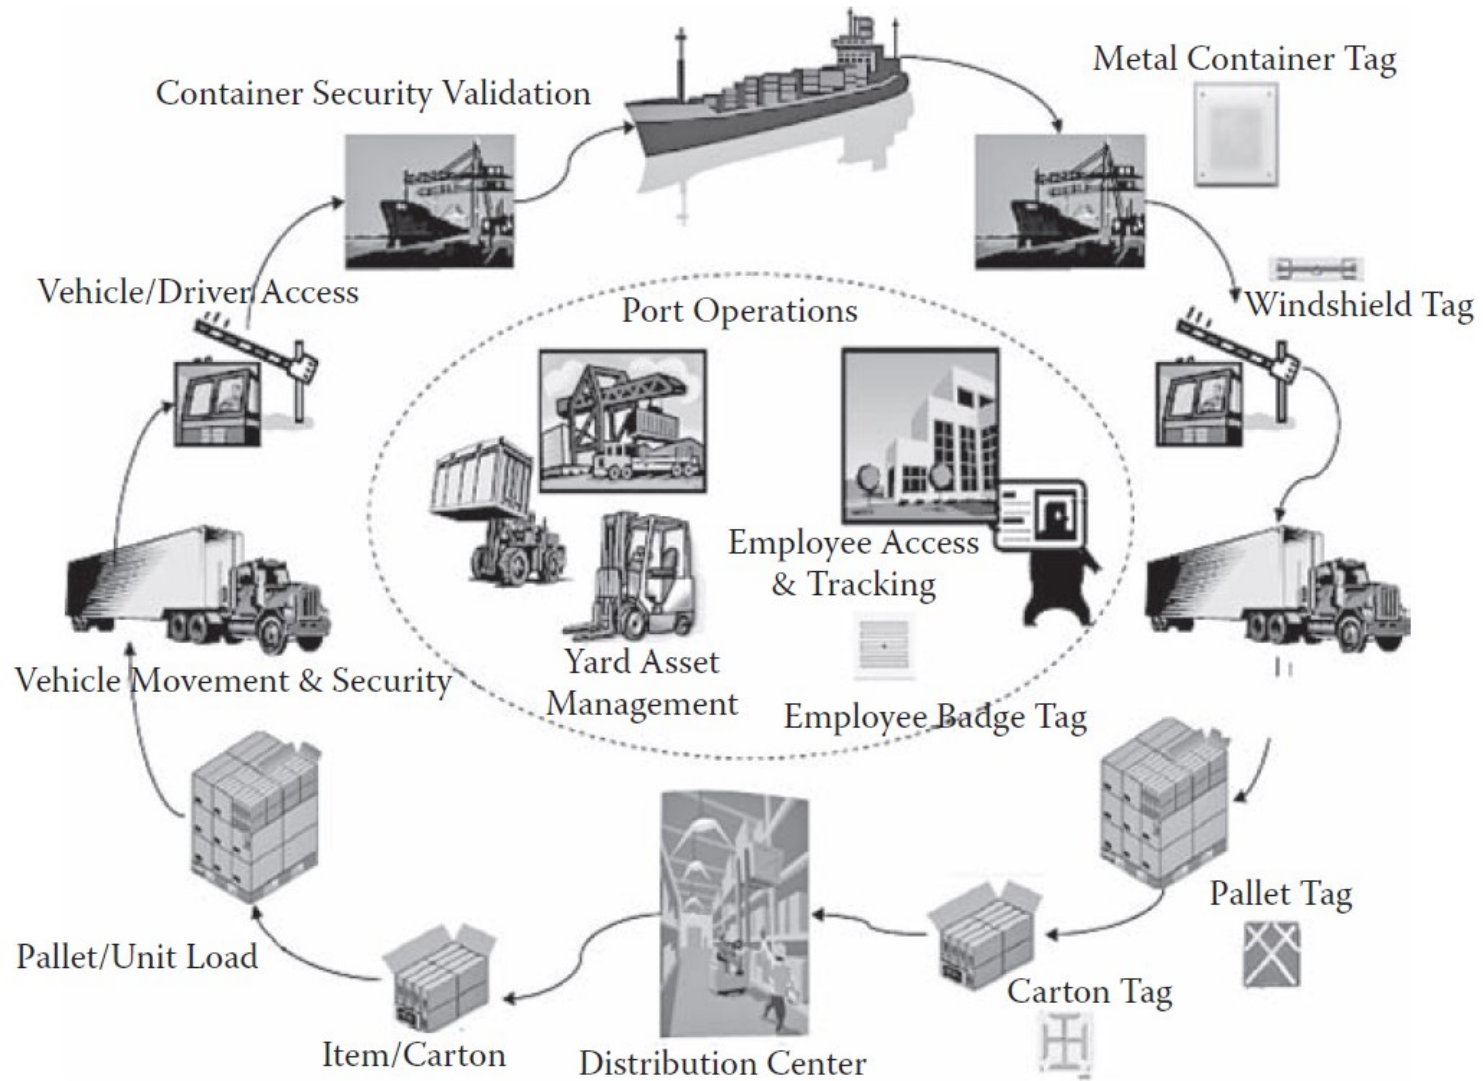 Metal Container Tag
Container Security Validation
Vehicle/Driver Access
Windshield Tag
Port Operations
Employee Access
& Tracking
Yard Asset
Management
Vehicle Movement & Security
Employee Badge Tag
Pallet Tag
Pallet/Unit Load
Carton Tag
Item/Carton
Distribution Center